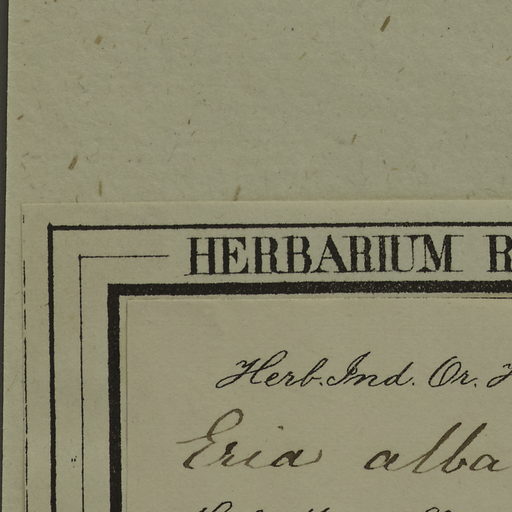 HERBARIUM R
Herb. Ind. Or. H
Eria alba